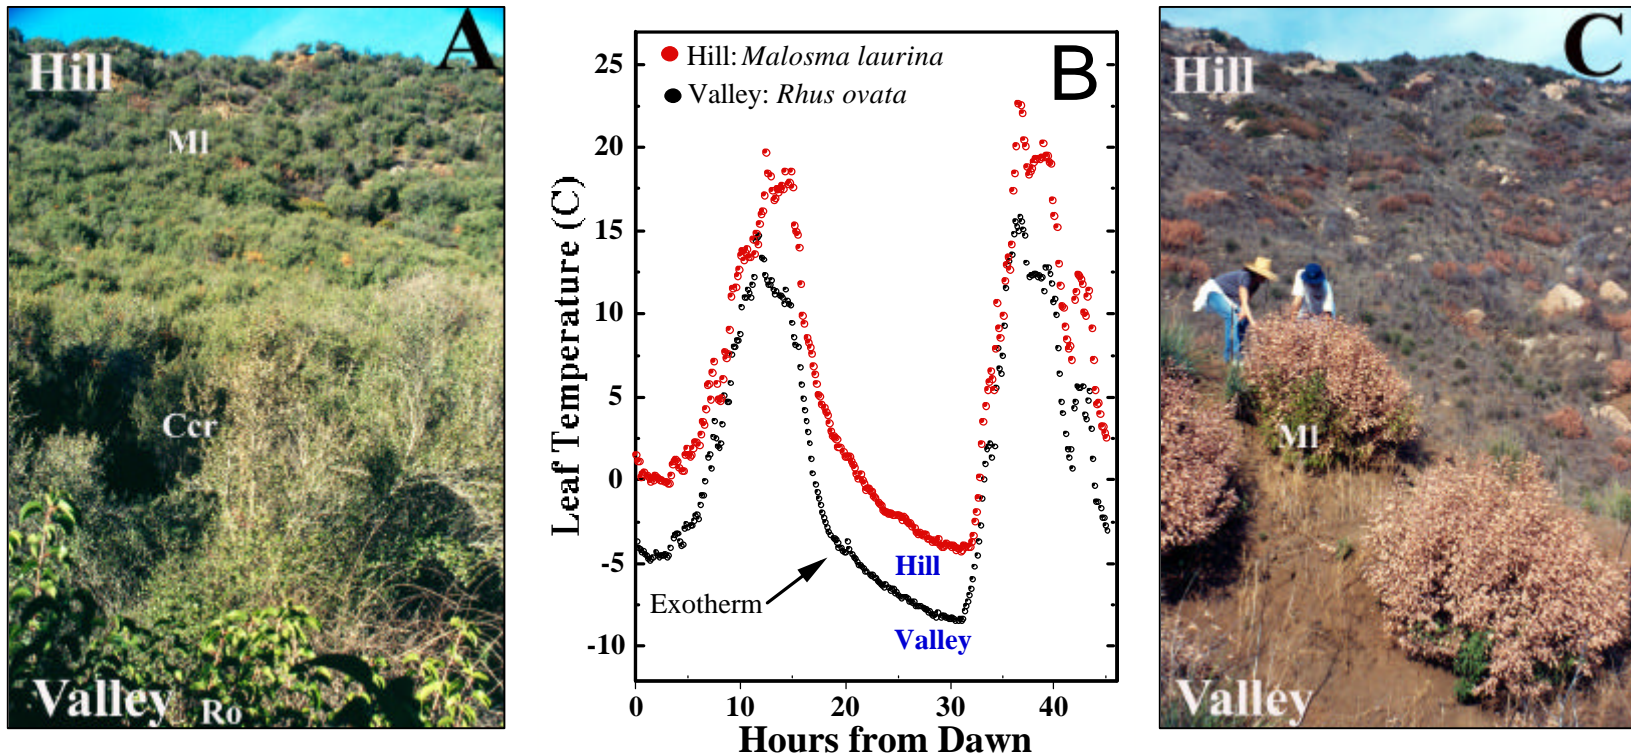 A
Hill
Ml
Ccr
Valley
Ro
B
Hill: Malosma laurina
Valley: Rhus ovata
25
20
15
10
5
0
-5
-10
Leaf Temperature (C)
Exotherm
Hill
Valley
0
10
20
30
40
Hours from Dawn
C
Hill
Ml
Valley